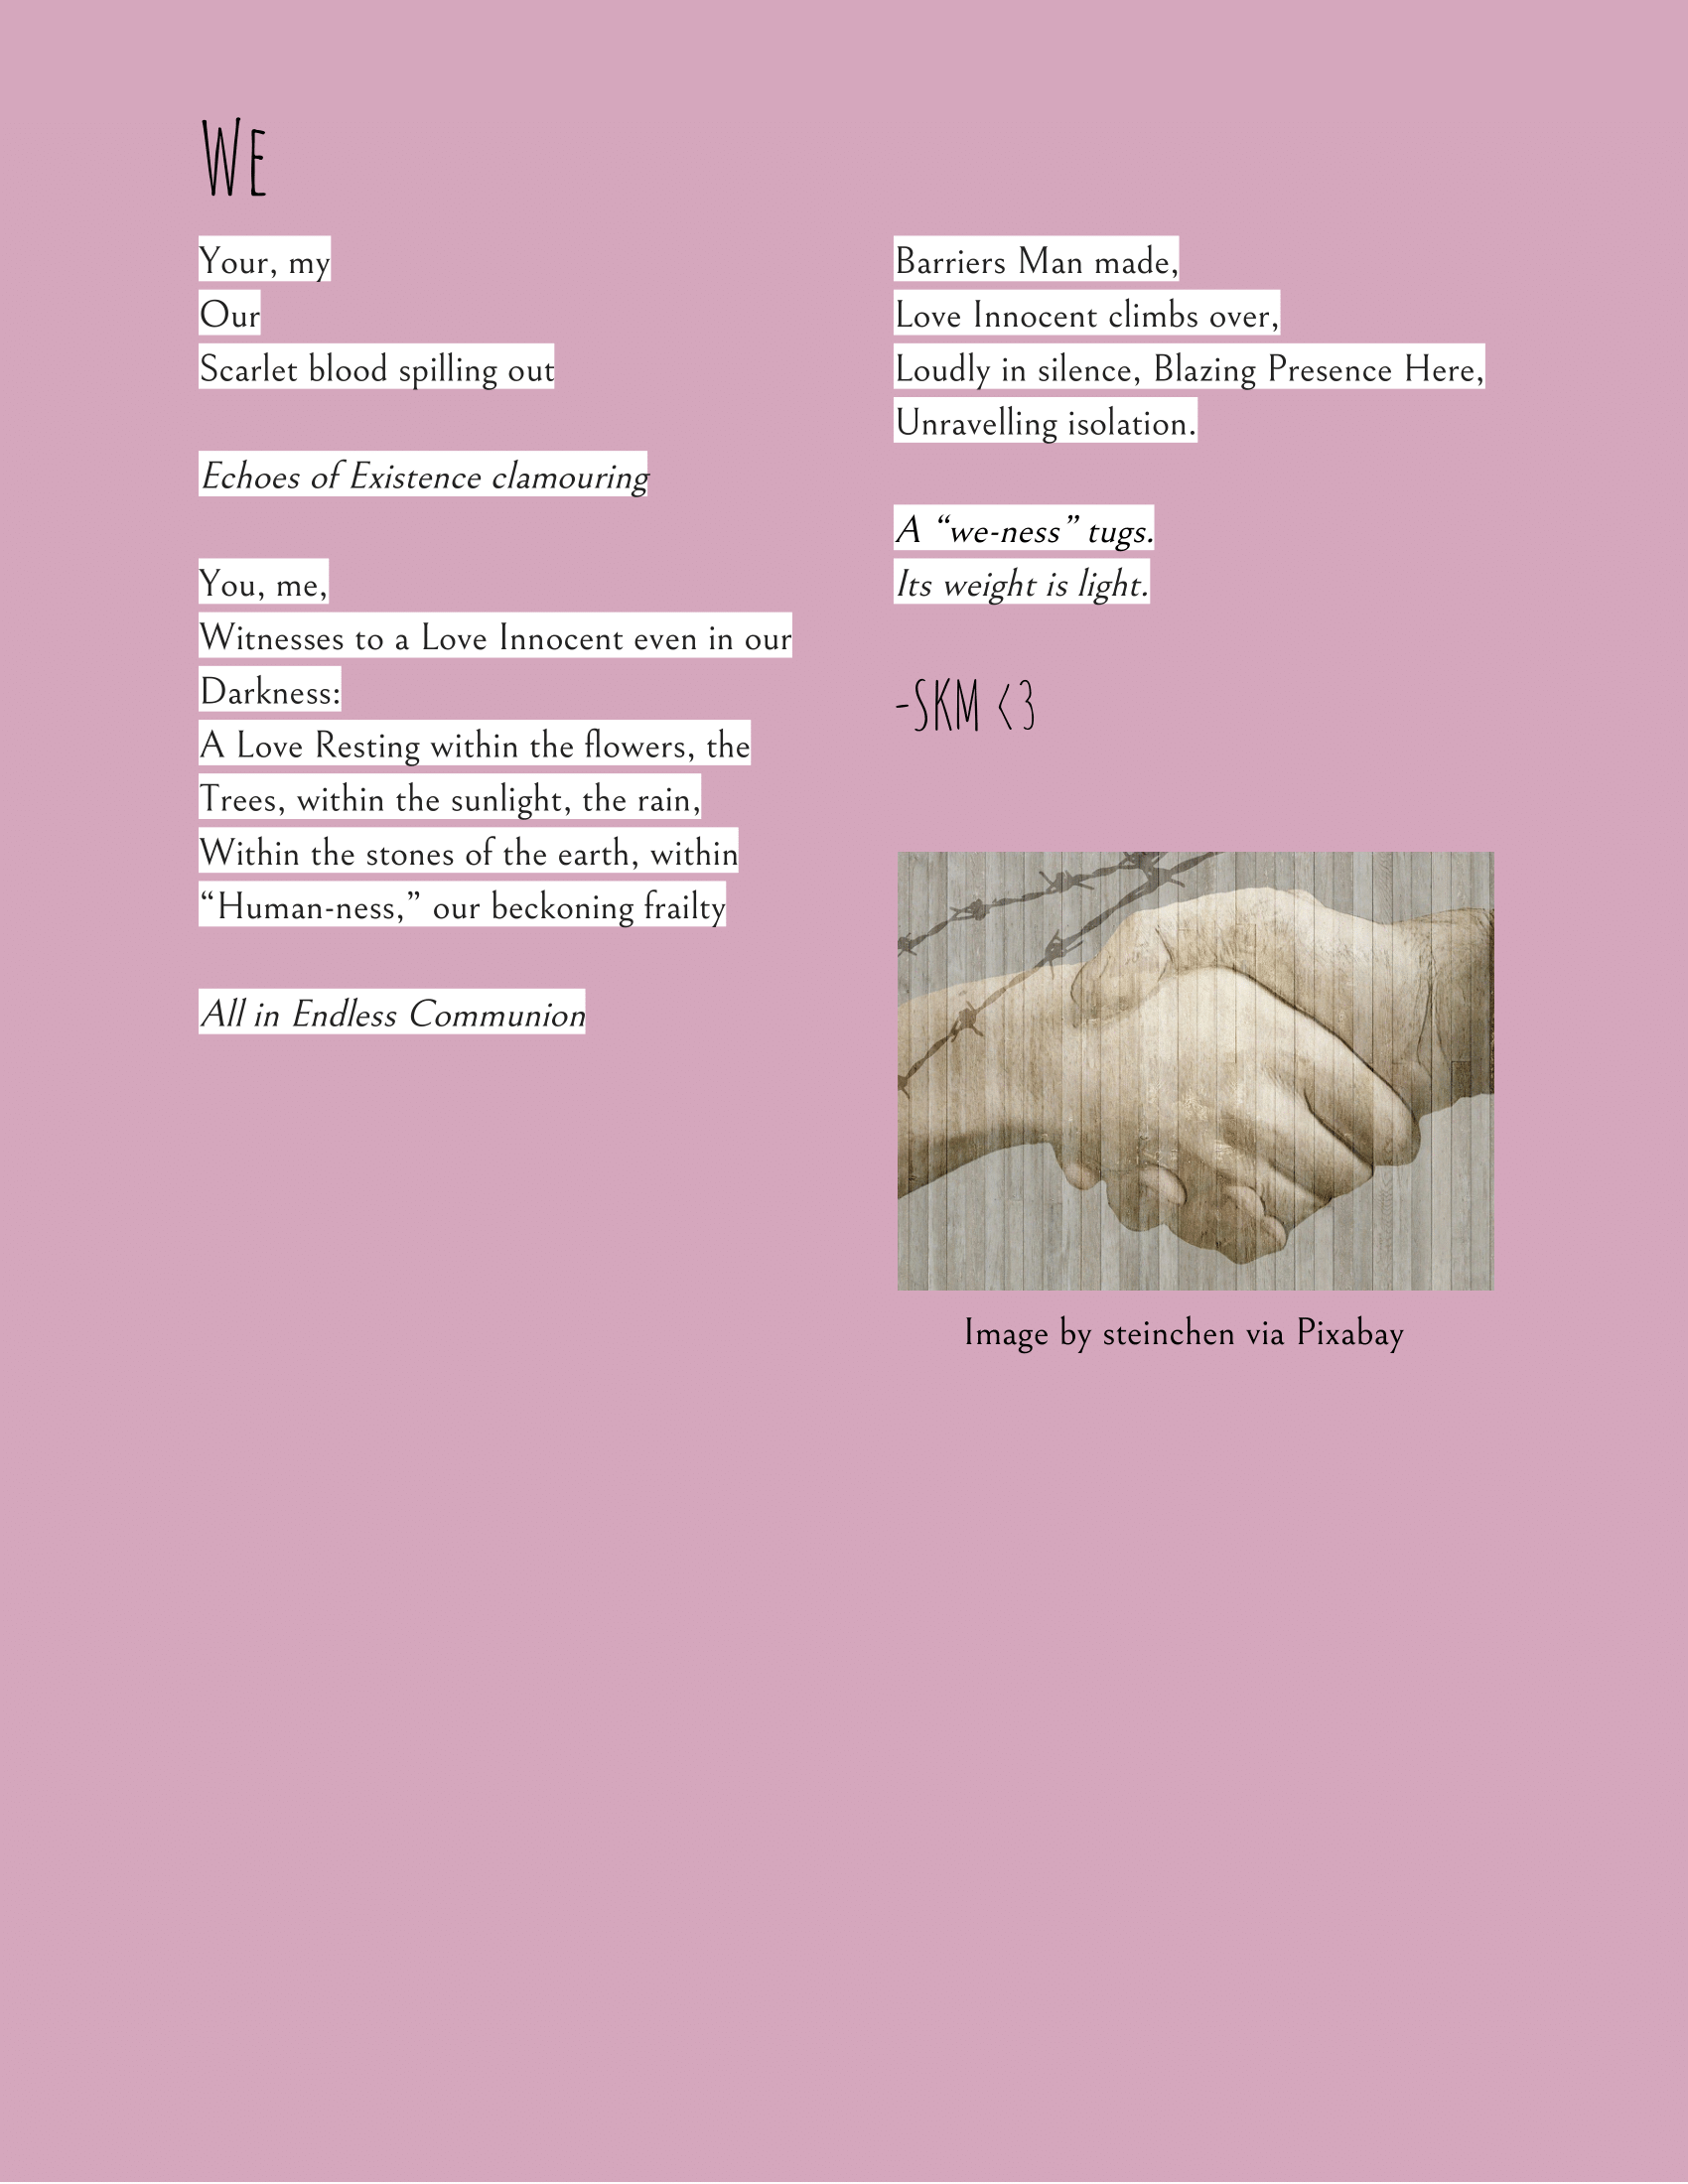 WE
Your, my
Our
Scarlet blood spilling out
Echoes of Existence clamouring
You, me,
Witnesses to a Love Innocent even in our
Darkness:
A Love Resting within the flowers, the
Trees, within the sunlight, the rain,
Within the stones of the earth, within
“Human-ness,” our beckoning frailty
All in Endless Communion
Barriers Man made,
Love Innocent climbs over,
Loudly in silence, Blazing Presence Here,
Unravelling isolation.
A “we-ness” tugs.
Its weight is light.
-SKM <3
Image by steinchen via Pixabay